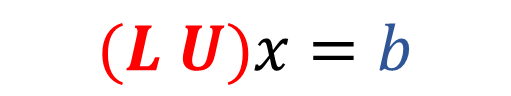 (L U)x = b